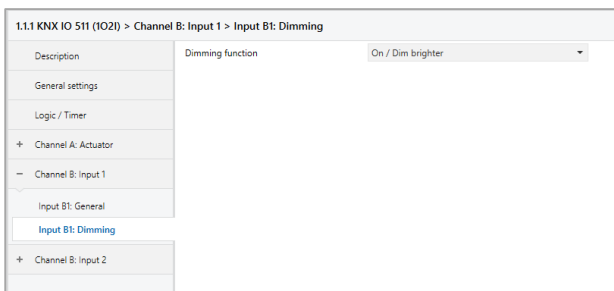 1.1.1 KNX IO 511 (1O2I) > Channel B: Input 1 > Input B1: Dimming
Description
Dimming function
On / Dim brighter
General settings
Logic / Timer
+ Channel A: Actuator
− Channel B: Input 1
Input B1: General
Input B1: Dimming
+ Channel B: Input 2